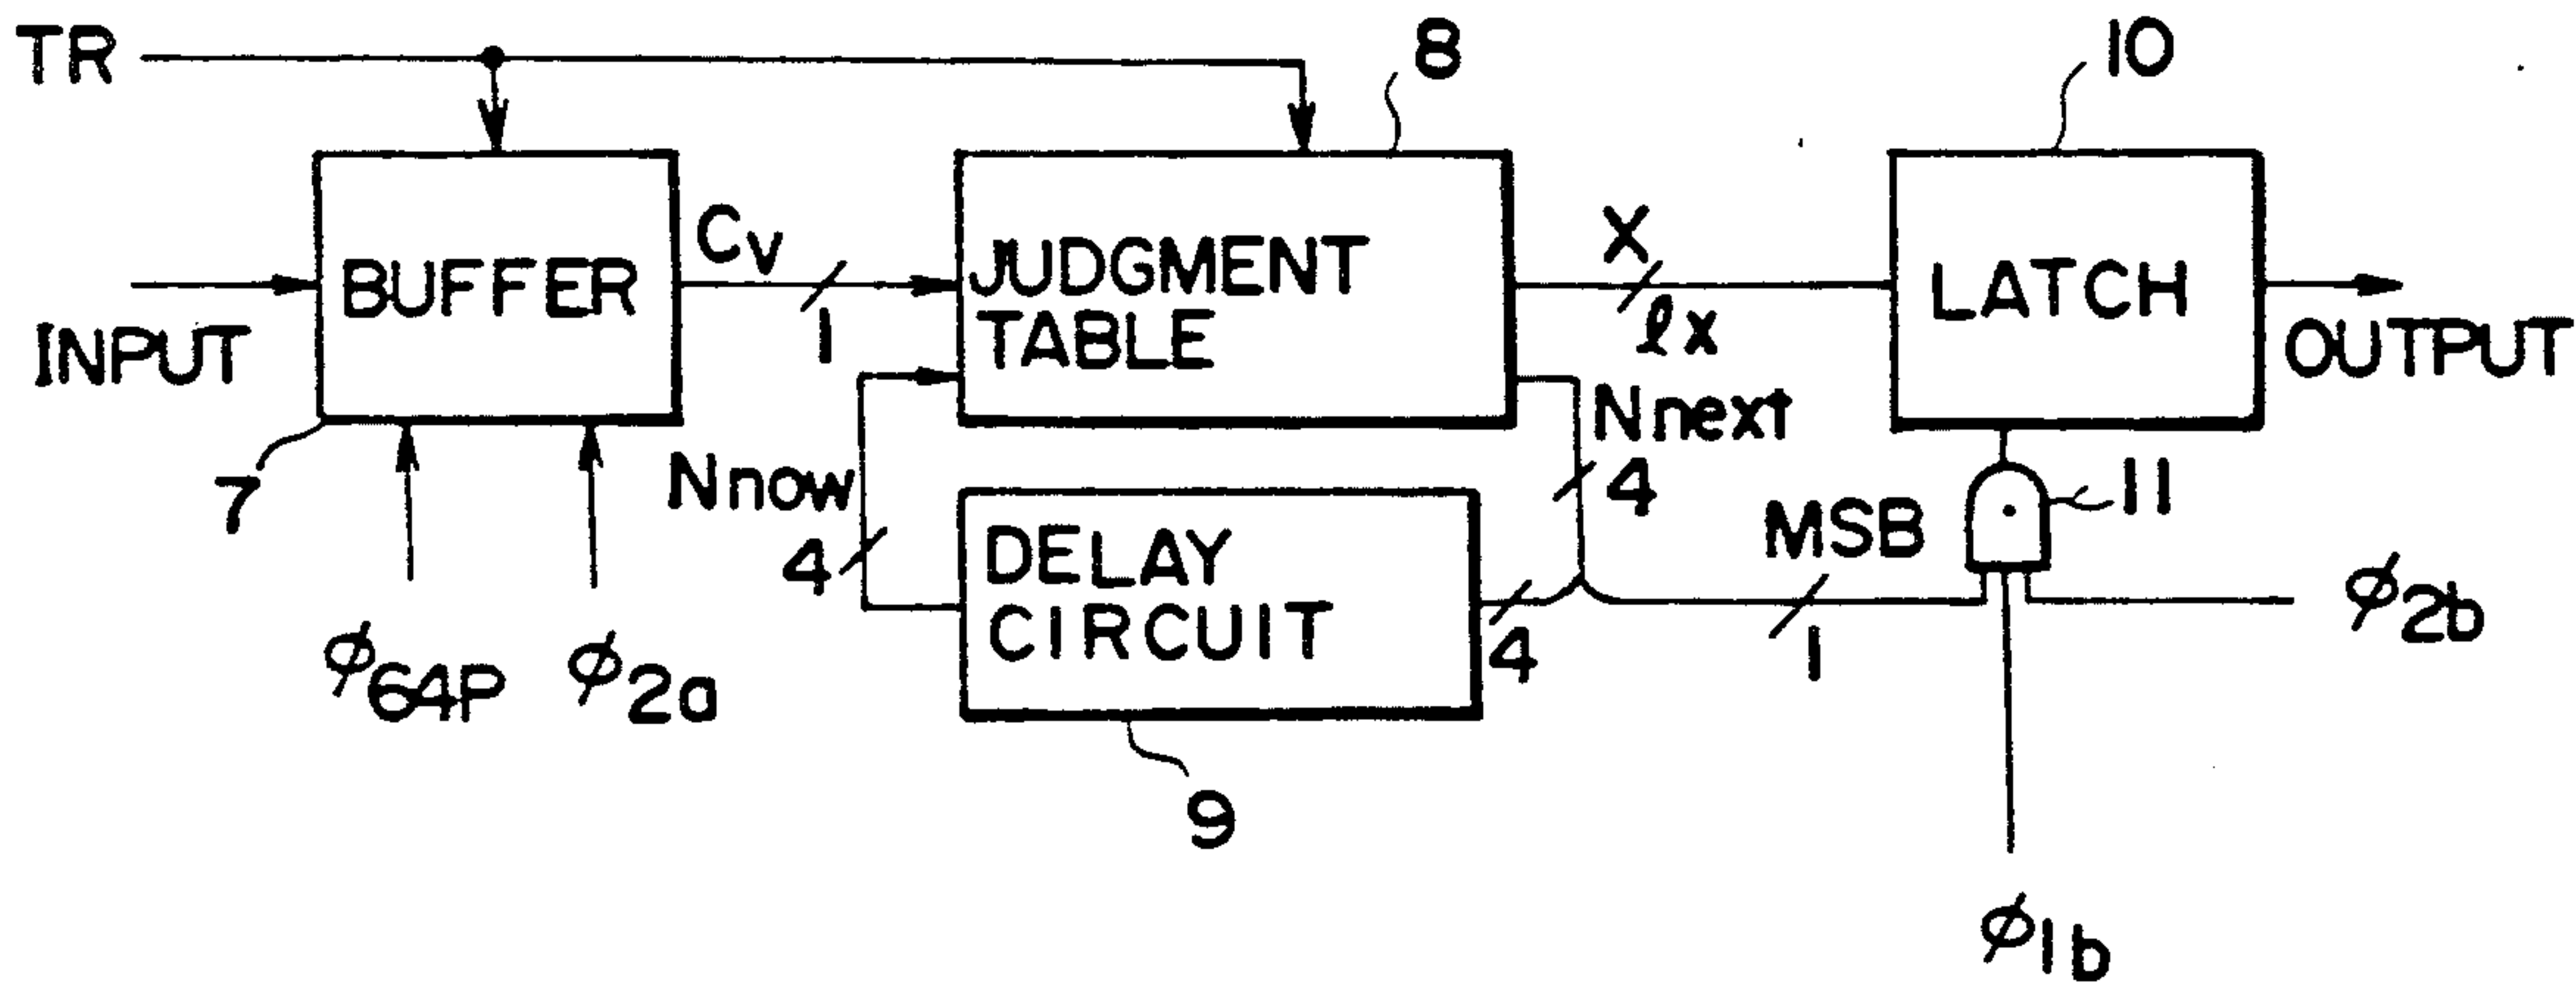 TR
8
10
BUFFER
Cv
1
JUDGMENT
TABLE
X
ℓx
LATCH
INPUT
OUTPUT
7
Nnow
4
Nnext
4
DELAY
CIRCUIT
4
MSB
1
11
ϕ2b
ϕ64P
ϕ2a
9
ϕ1b